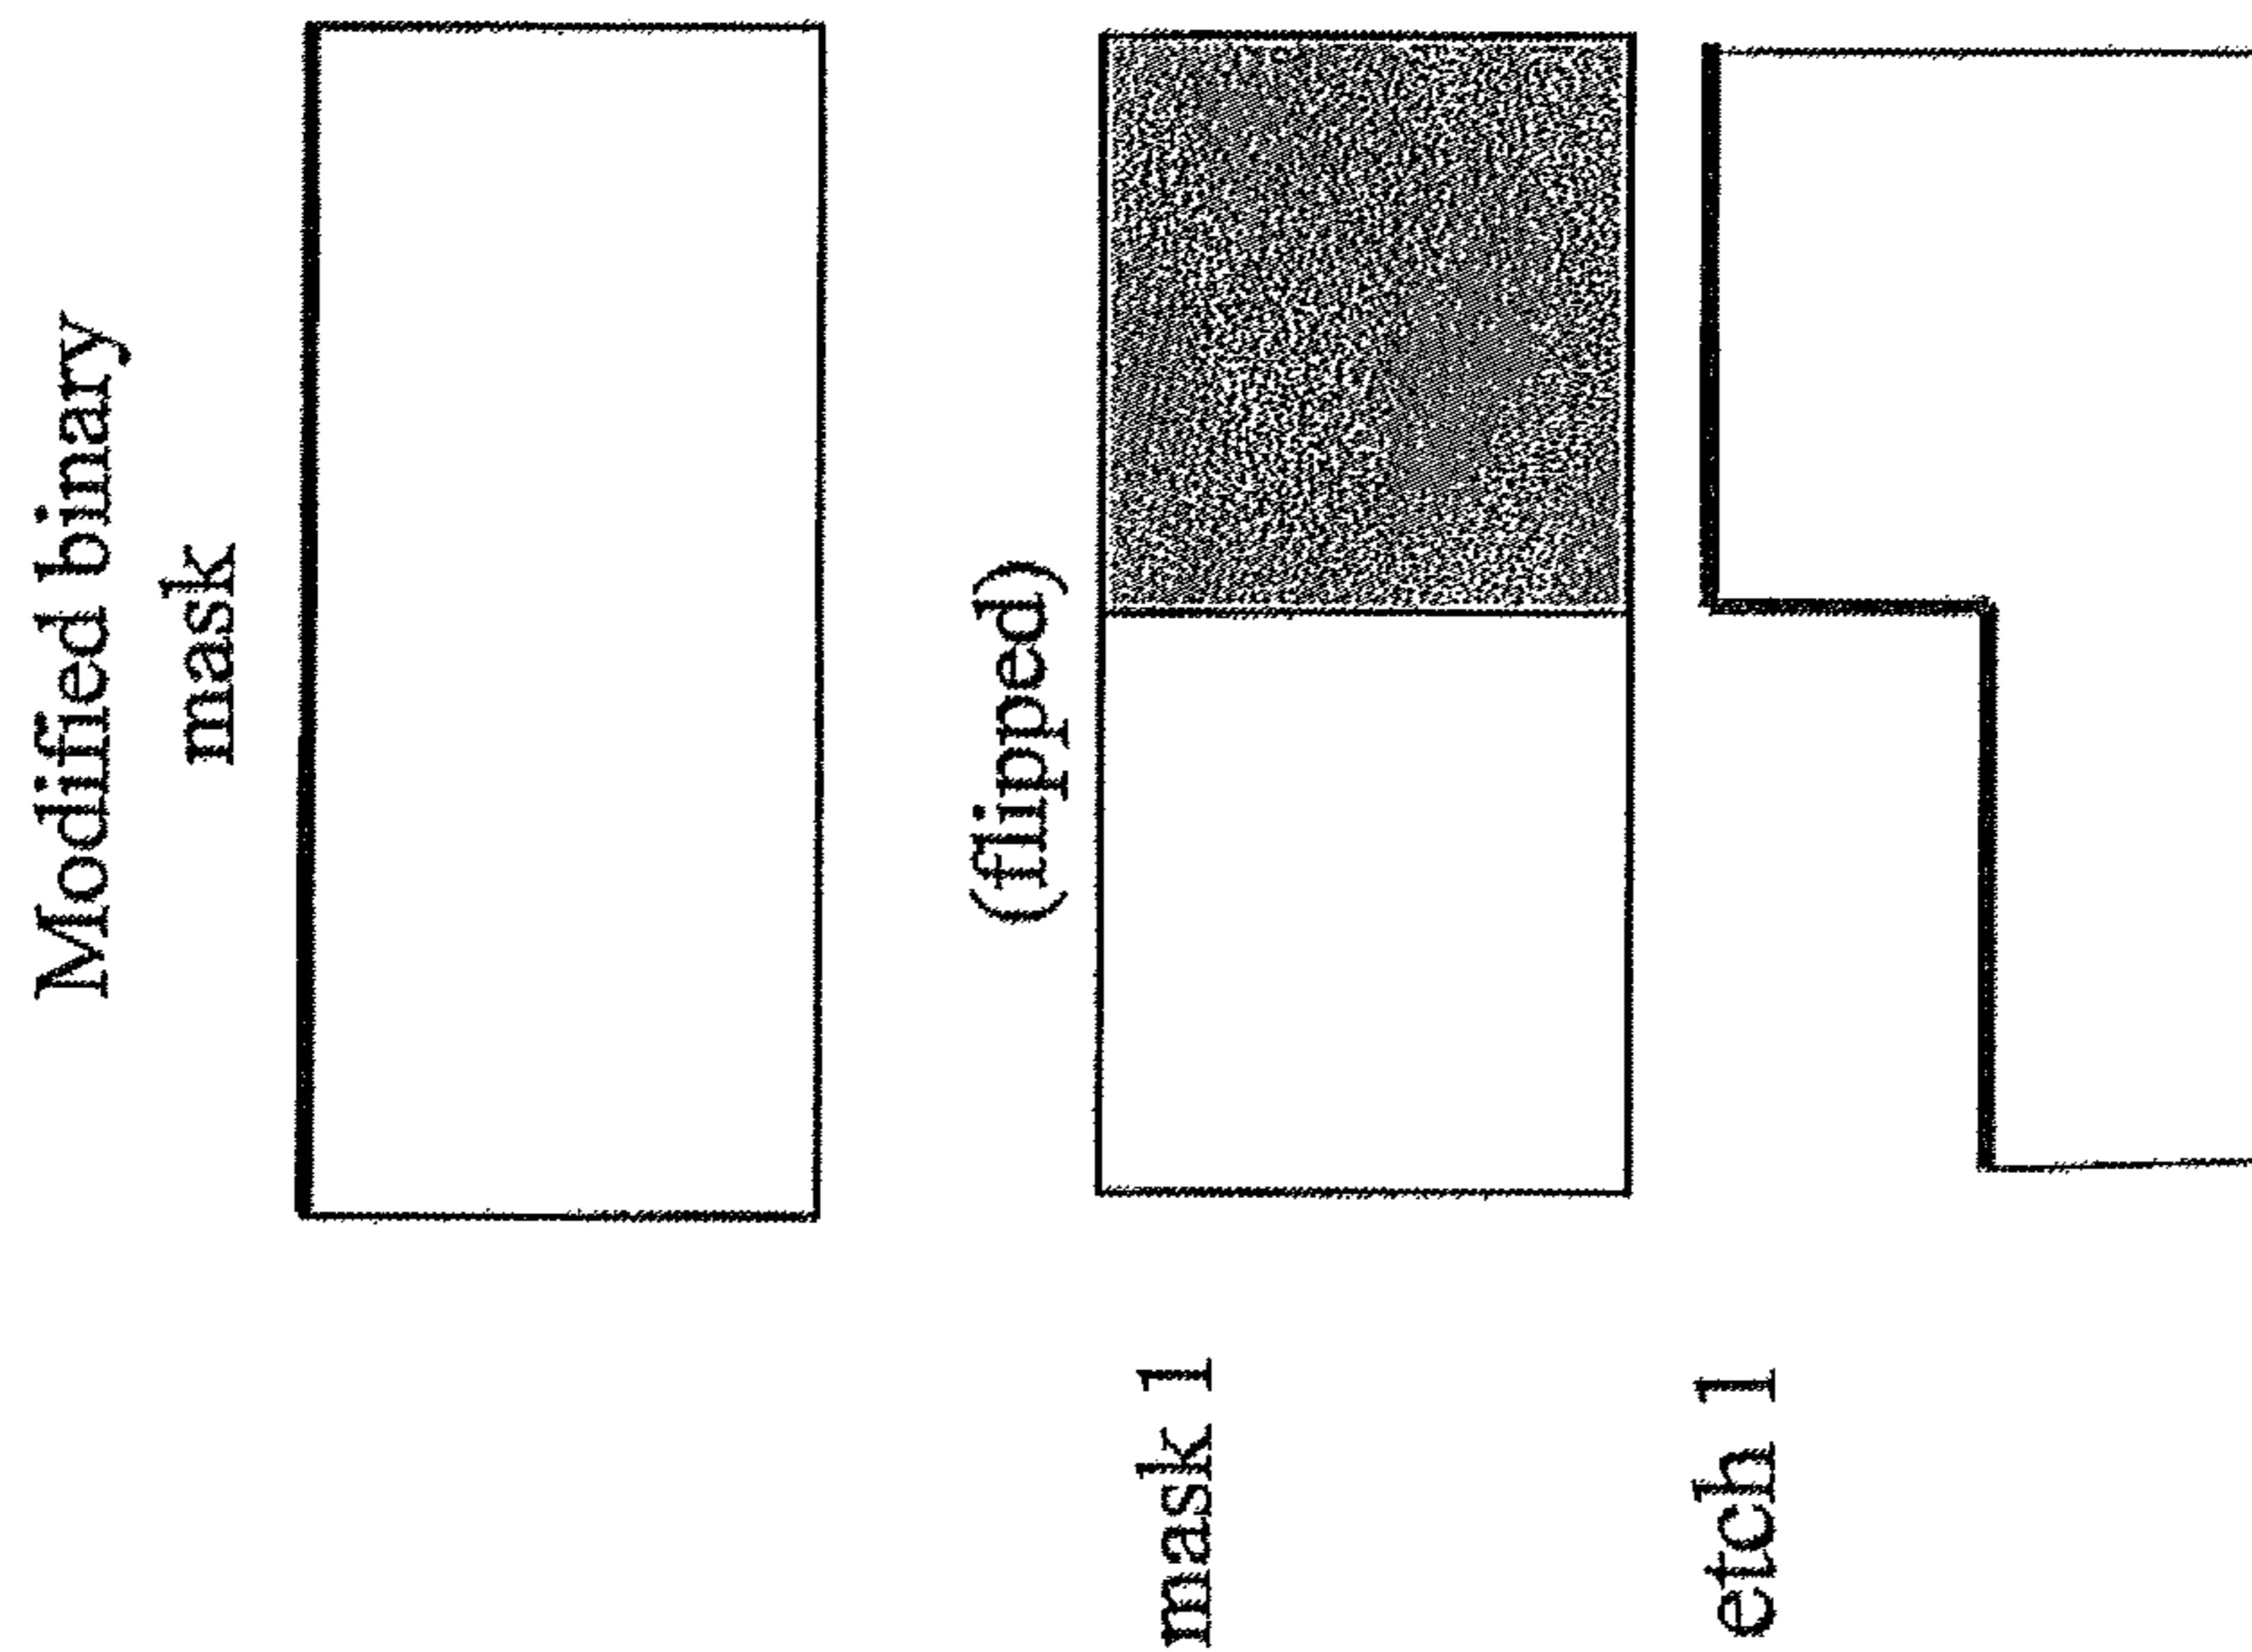 Modified binary
mask
(flipped)
mask 1
etch 1